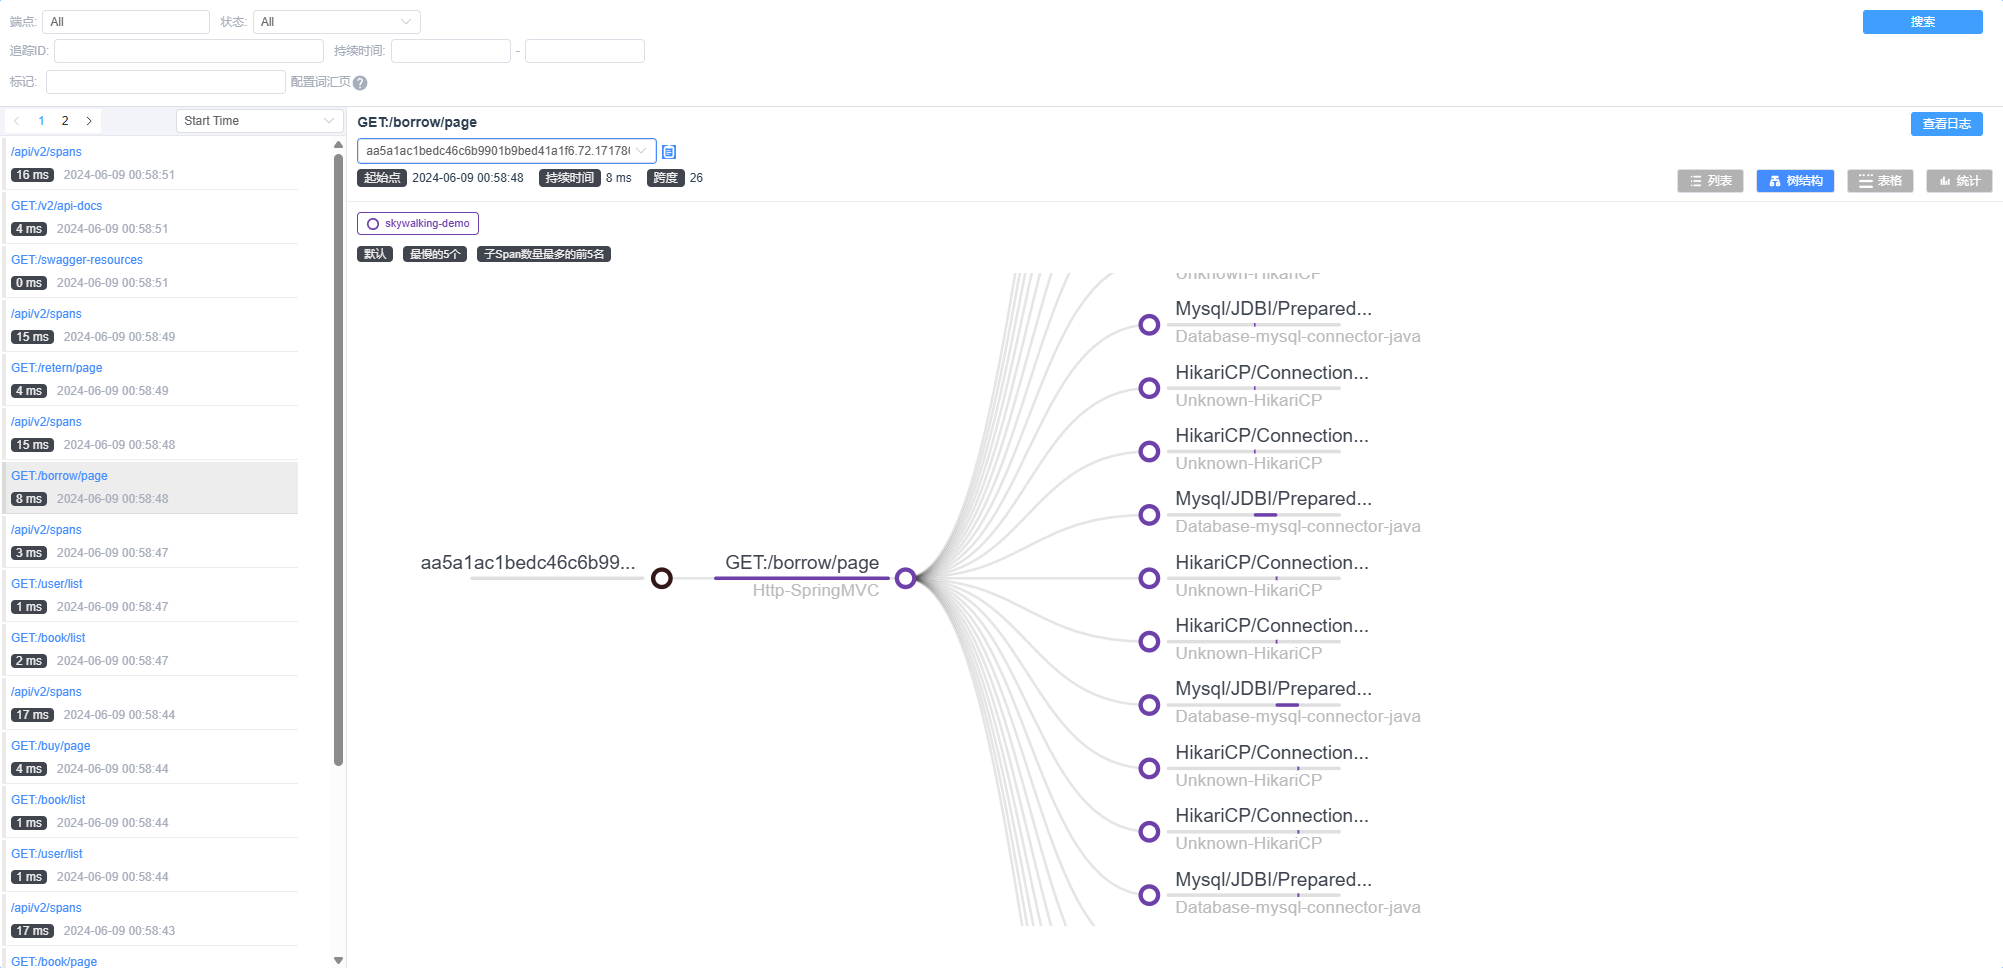 端点: All 状态: All 搜索
追踪ID: 持续时间: -
标记: 配置词汇页 ?
1 2 Start Time
/api/v2/spans
16 ms 2024-06-09 00:58:51
GET:/v2/api-docs
4 ms 2024-06-09 00:58:51
GET:/swagger-resources
0 ms 2024-06-09 00:58:51
/api/v2/spans
15 ms 2024-06-09 00:58:49
GET:/retern/page
4 ms 2024-06-09 00:58:49
/api/v2/spans
15 ms 2024-06-09 00:58:48
GET:/borrow/page
8 ms 2024-06-09 00:58:48
/api/v2/spans
3 ms 2024-06-09 00:58:47
GET:/user/list
1 ms 2024-06-09 00:58:47
GET:/book/list
2 ms 2024-06-09 00:58:47
/api/v2/spans
17 ms 2024-06-09 00:58:44
GET:/buy/page
4 ms 2024-06-09 00:58:44
GET:/book/list
1 ms 2024-06-09 00:58:44
GET:/user/list
1 ms 2024-06-09 00:58:44
/api/v2/spans
17 ms 2024-06-09 00:58:43
GET:/book/page
GET:/borrow/page 查看日志
aa5a1ac1bedc46c6b9901b9bed41a1f6.72.17178
起始点 2024-06-09 00:58:48 持续时间 8 ms 跨度 26
列表 树结构 表格 统计
skywalking-demo
默认 最慢的5个 子Span数量最多的前5名
aa5a1ac1bedc46c6b99...
GET:/borrow/page
Http-SpringMVC
Unknown-HikariCP
Mysql/JDBI/Prepared...
Database-mysql-connector-java
HikariCP/Connection...
Unknown-HikariCP
HikariCP/Connection...
Unknown-HikariCP
Mysql/JDBI/Prepared...
Database-mysql-connector-java
HikariCP/Connection...
Unknown-HikariCP
HikariCP/Connection...
Unknown-HikariCP
Mysql/JDBI/Prepared...
Database-mysql-connector-java
HikariCP/Connection...
Unknown-HikariCP
HikariCP/Connection...
Unknown-HikariCP
Mysql/JDBI/Prepared...
Database-mysql-connector-java